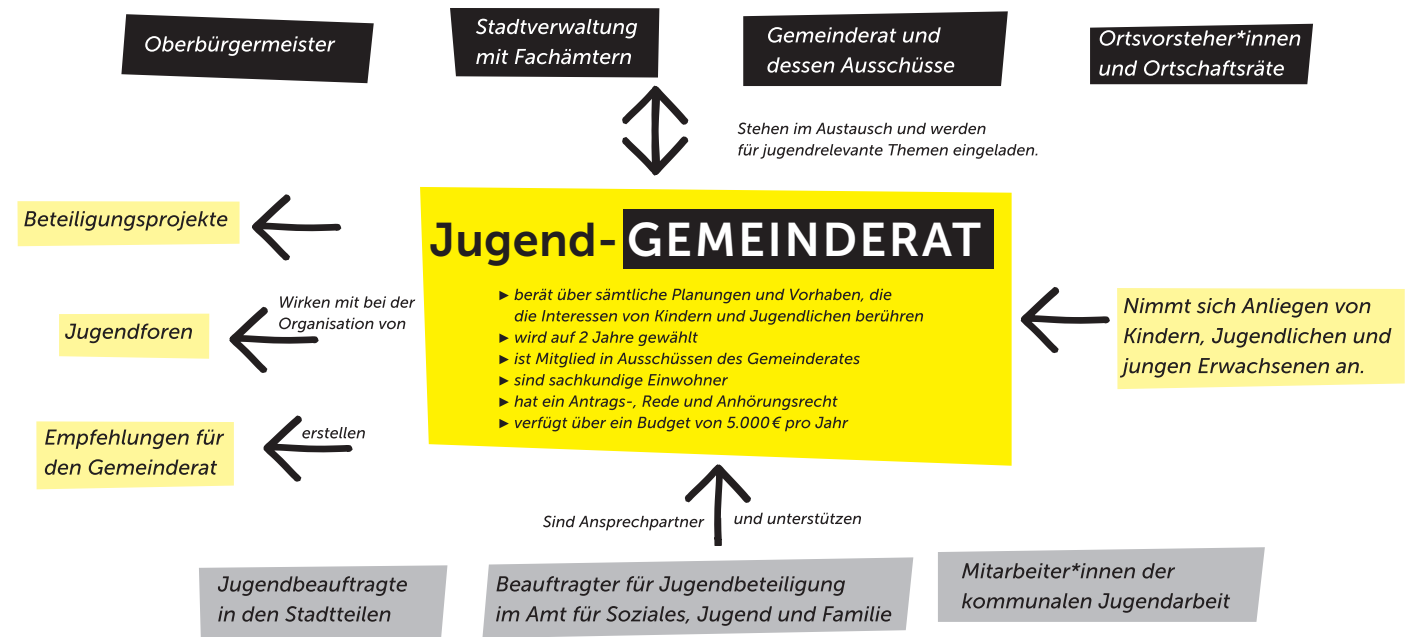 Oberbürgermeister
Stadtverwaltung
mit Fachämtern
Gemeinderat und
dessen Ausschüsse
Ortsvorsteher*innen
und Ortschaftsräte
Stehen im Austausch und werden
für jugendrelevante Themen eingeladen.
Beteiligungsprojekte
Jugendforen
Wirken mit bei der
Organisation von
Empfehlungen für
den Gemeinderat
erstellen
Jugend-GEMEINDERAT
► berät über sämtliche Planungen und Vorhaben, die
die Interessen von Kindern und Jugendlichen berühren
► wird auf 2 Jahre gewählt
► ist Mitglied in Ausschüssen des Gemeinderates
► sind sachkundige Einwohner
► hat ein Antrags-, Rede und Anhörungsrecht
► verfügt über ein Budget von 5.000 € pro Jahr
Nimmt sich Anliegen von
Kindern, Jugendlichen und
jungen Erwachsenen an.
Sind Ansprechpartner und unterstützen
Jugendbeauftragte
in den Stadtteilen
Beauftragter für Jugendbeteiligung
im Amt für Soziales, Jugend und Familie
Mitarbeiter*innen der
kommunalen Jugendarbeit